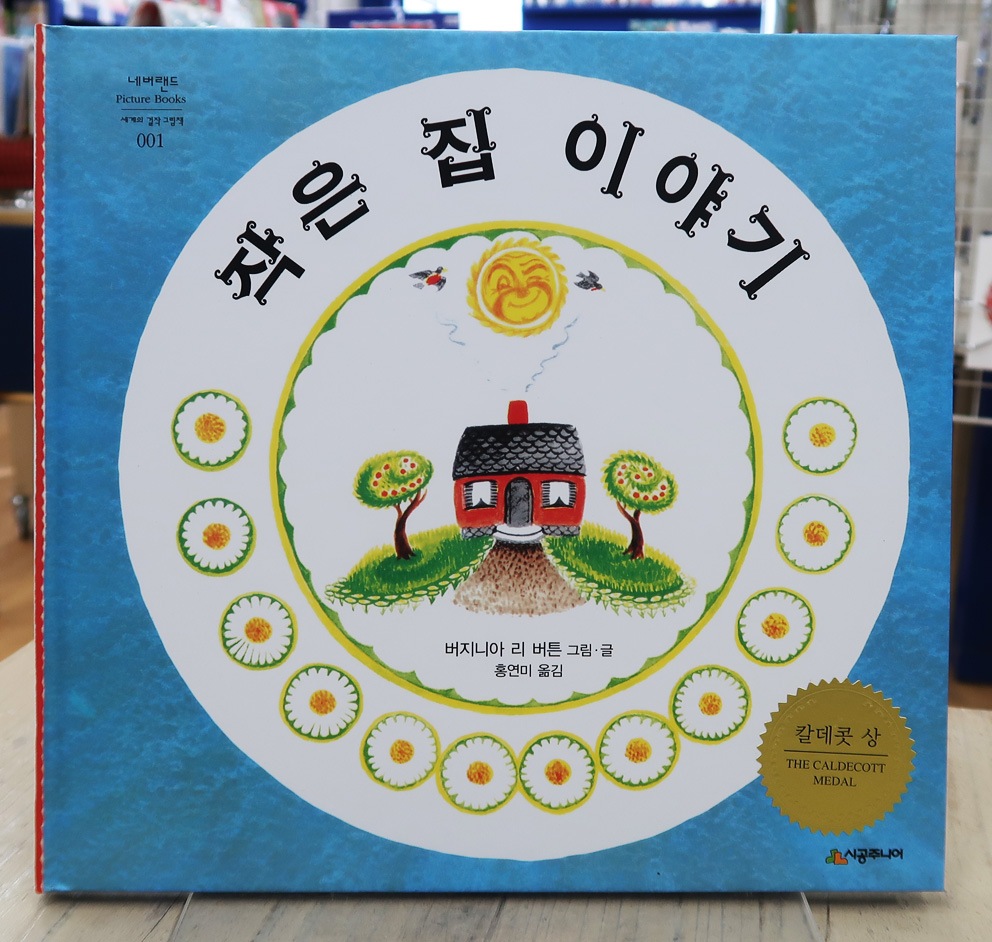 네버랜드
Picture Books
세계의 걸작 그림책
001
작은 집 이야기
버지니아 리 버튼 그림·글
홍연미 옮김
칼데콧 상
THE CALDECOTT
MEDAL
시공주니어